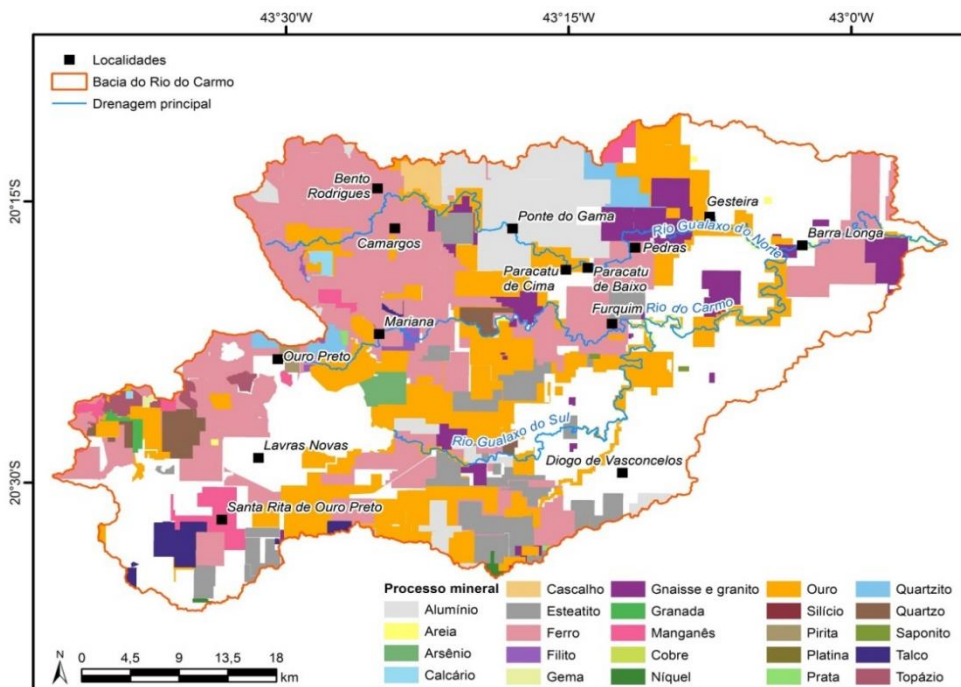 43°30'W
43°15'W
43°0'W
Localidades
Bacia do Rio do Carmo
Drenagem principal
20°15'S
20°30'S
Bento
Rodrigues
Camargos
Ponte do Gama
Gesteira
Rio Gualaxo do Norte
Barra Longa
Pedras
Paracatu
de Cima
Paracatu
de Baixo
Furquim
Rio do Carmo
Mariana
Ouro Preto
Rio Gualaxo do Sul
Lavras Novas
Diogo de Vasconcelos
Santa Rita de Ouro Preto
Processo mineral
Alumínio
Areia
Arsênio
Calcário
Cascalho
Esteatito
Ferro
Filito
Gema
Gnaisse e granito
Granada
Manganês
Cobre
Níquel
Ouro
Silício
Pirita
Platina
Prata
Quartzito
Quartzo
Saponito
Talco
Topázio
N
0 4,5 9 13,5 18
km